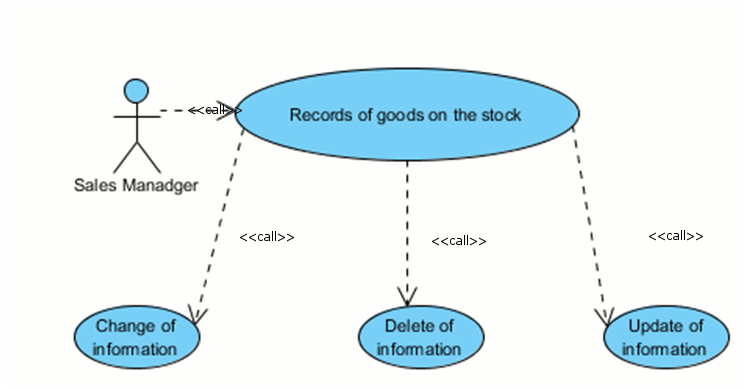 <<call>>
Records of goods on the stock
Sales Manadger
<<call>>
<<call>>
<<call>>
Change of
information
Delete of
information
Update of
information